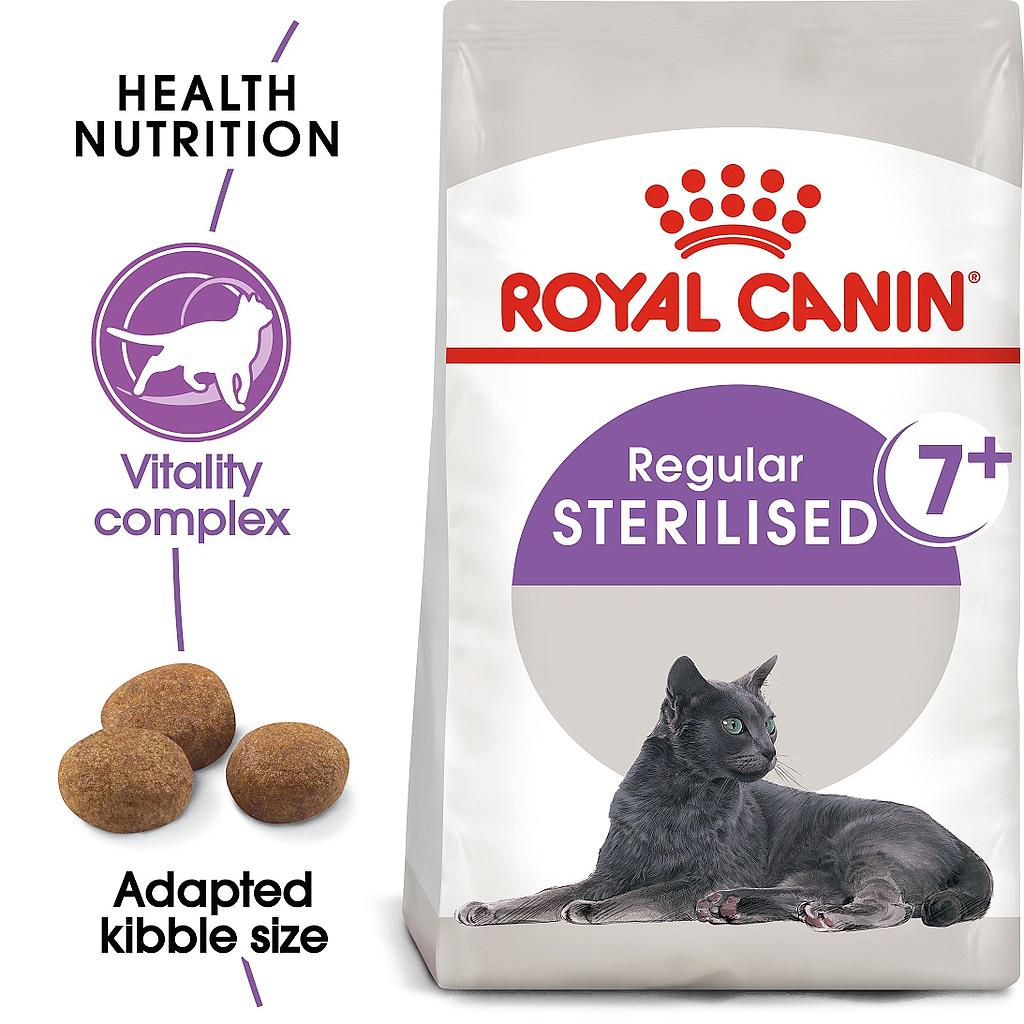 HEALTH
NUTRITION
Vitality
complex
Adapted
kibble size
ROYAL CANIN®
Regular
STERILISED
7+